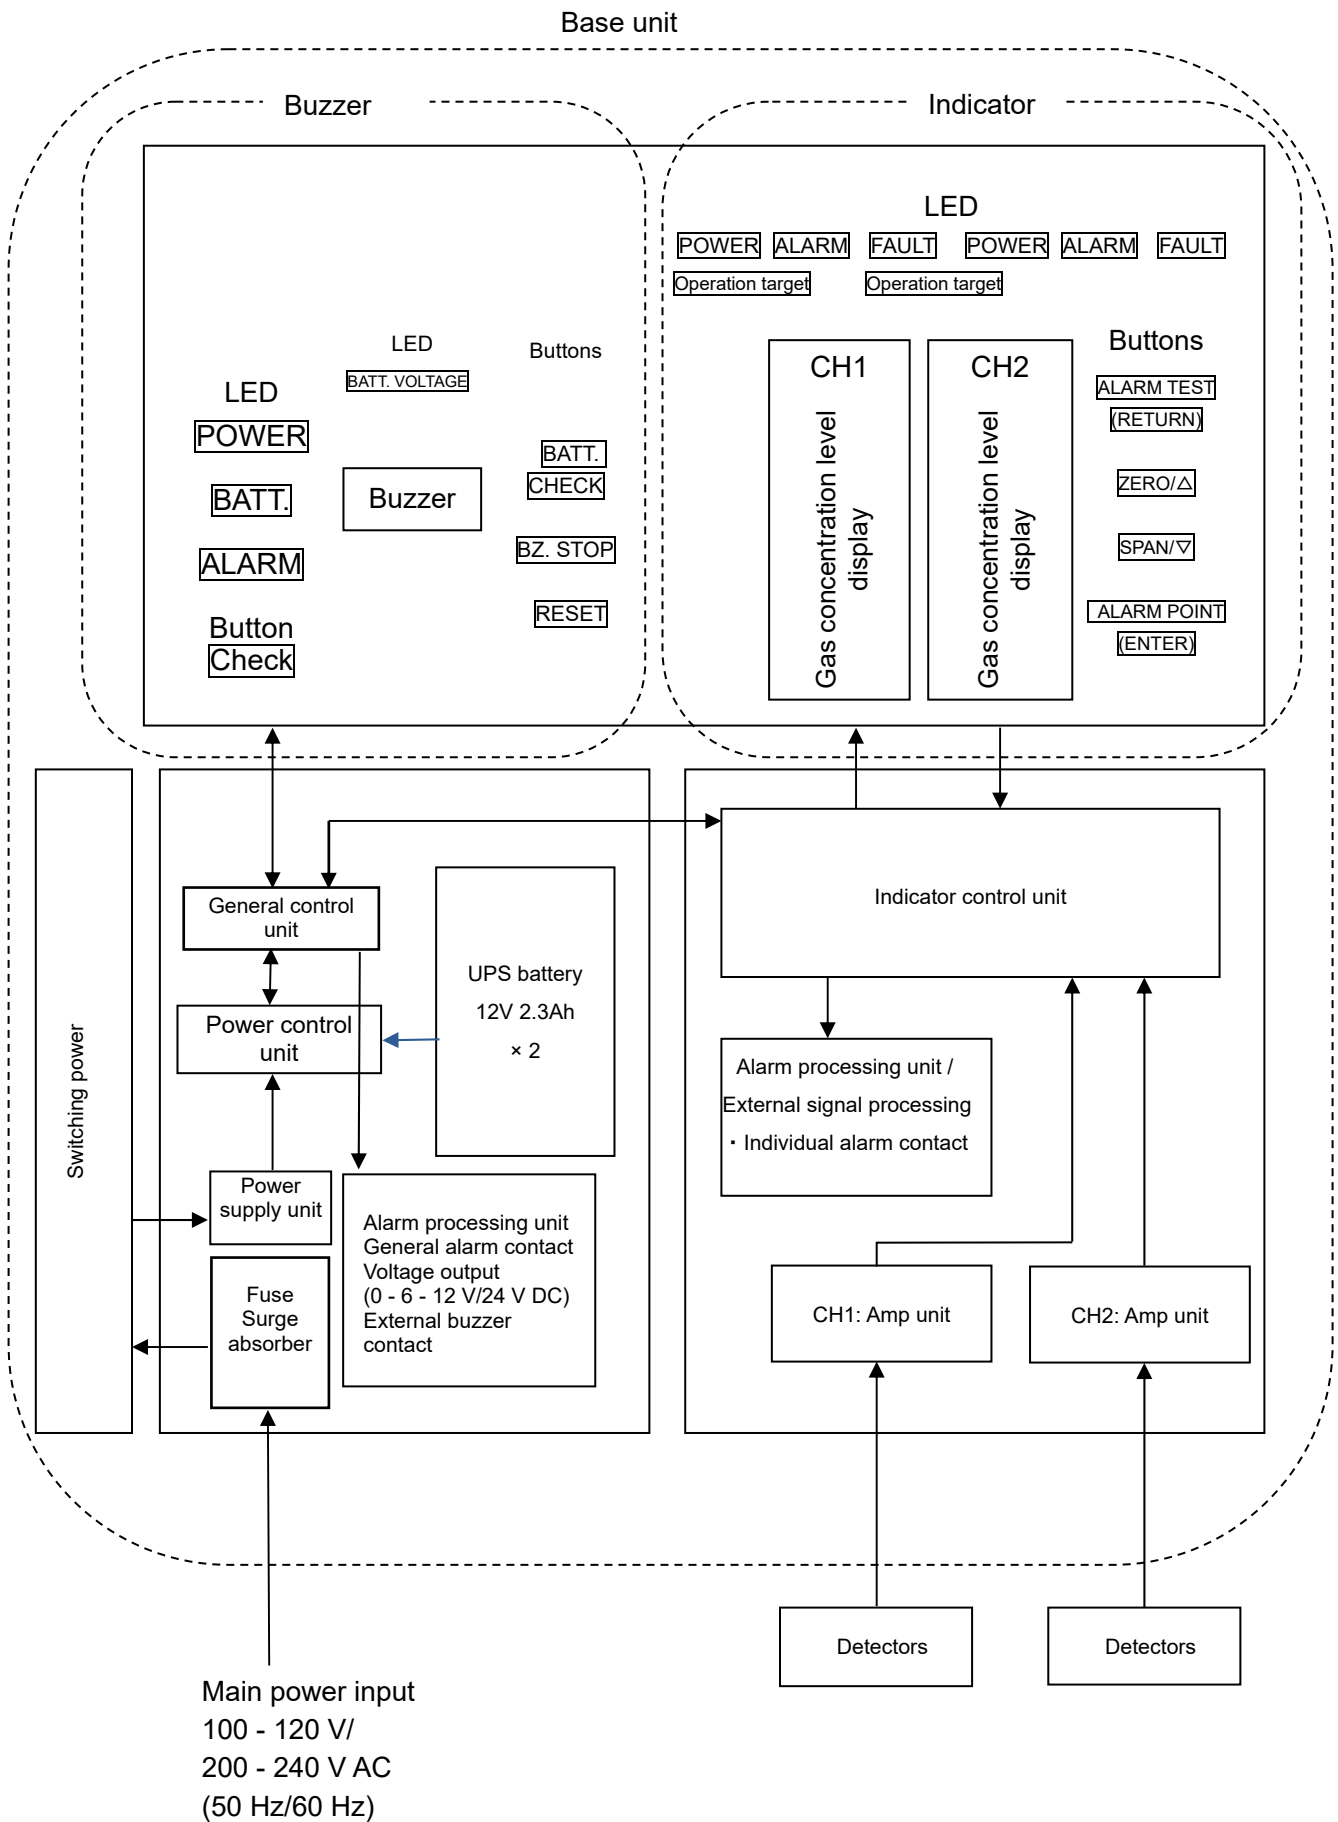 Base unit
Buzzer
Indicator
LED
POWER
ALARM
FAULT
POWER
ALARM
FAULT
Operation target
Operation target
LED
BATT. VOLTAGE
Buttons
LED
POWER
BATT.
ALARM
Button
Check
Buzzer
BATT.
CHECK
BZ. STOP
RESET
CH1
Gas concentration level
display
CH2
Gas concentration level
display
Buttons
ALARM TEST
(RETURN)
ZERO/△
SPAN/▽
ALARM POINT
(ENTER)
Switching power
General control
unit
Power control
unit
UPS battery
12V 2.3Ah
× 2
Power
supply unit
Fuse
Surge
absorber
Alarm processing unit
General alarm contact
Voltage output
(0 - 6 - 12 V/24 V DC)
External buzzer
contact
Indicator control unit
Alarm processing unit /
External signal processing
・Individual alarm contact
CH1: Amp unit
CH2: Amp unit
Detectors
Detectors
Main power input
100 - 120 V/
200 - 240 V AC
(50 Hz/60 Hz)